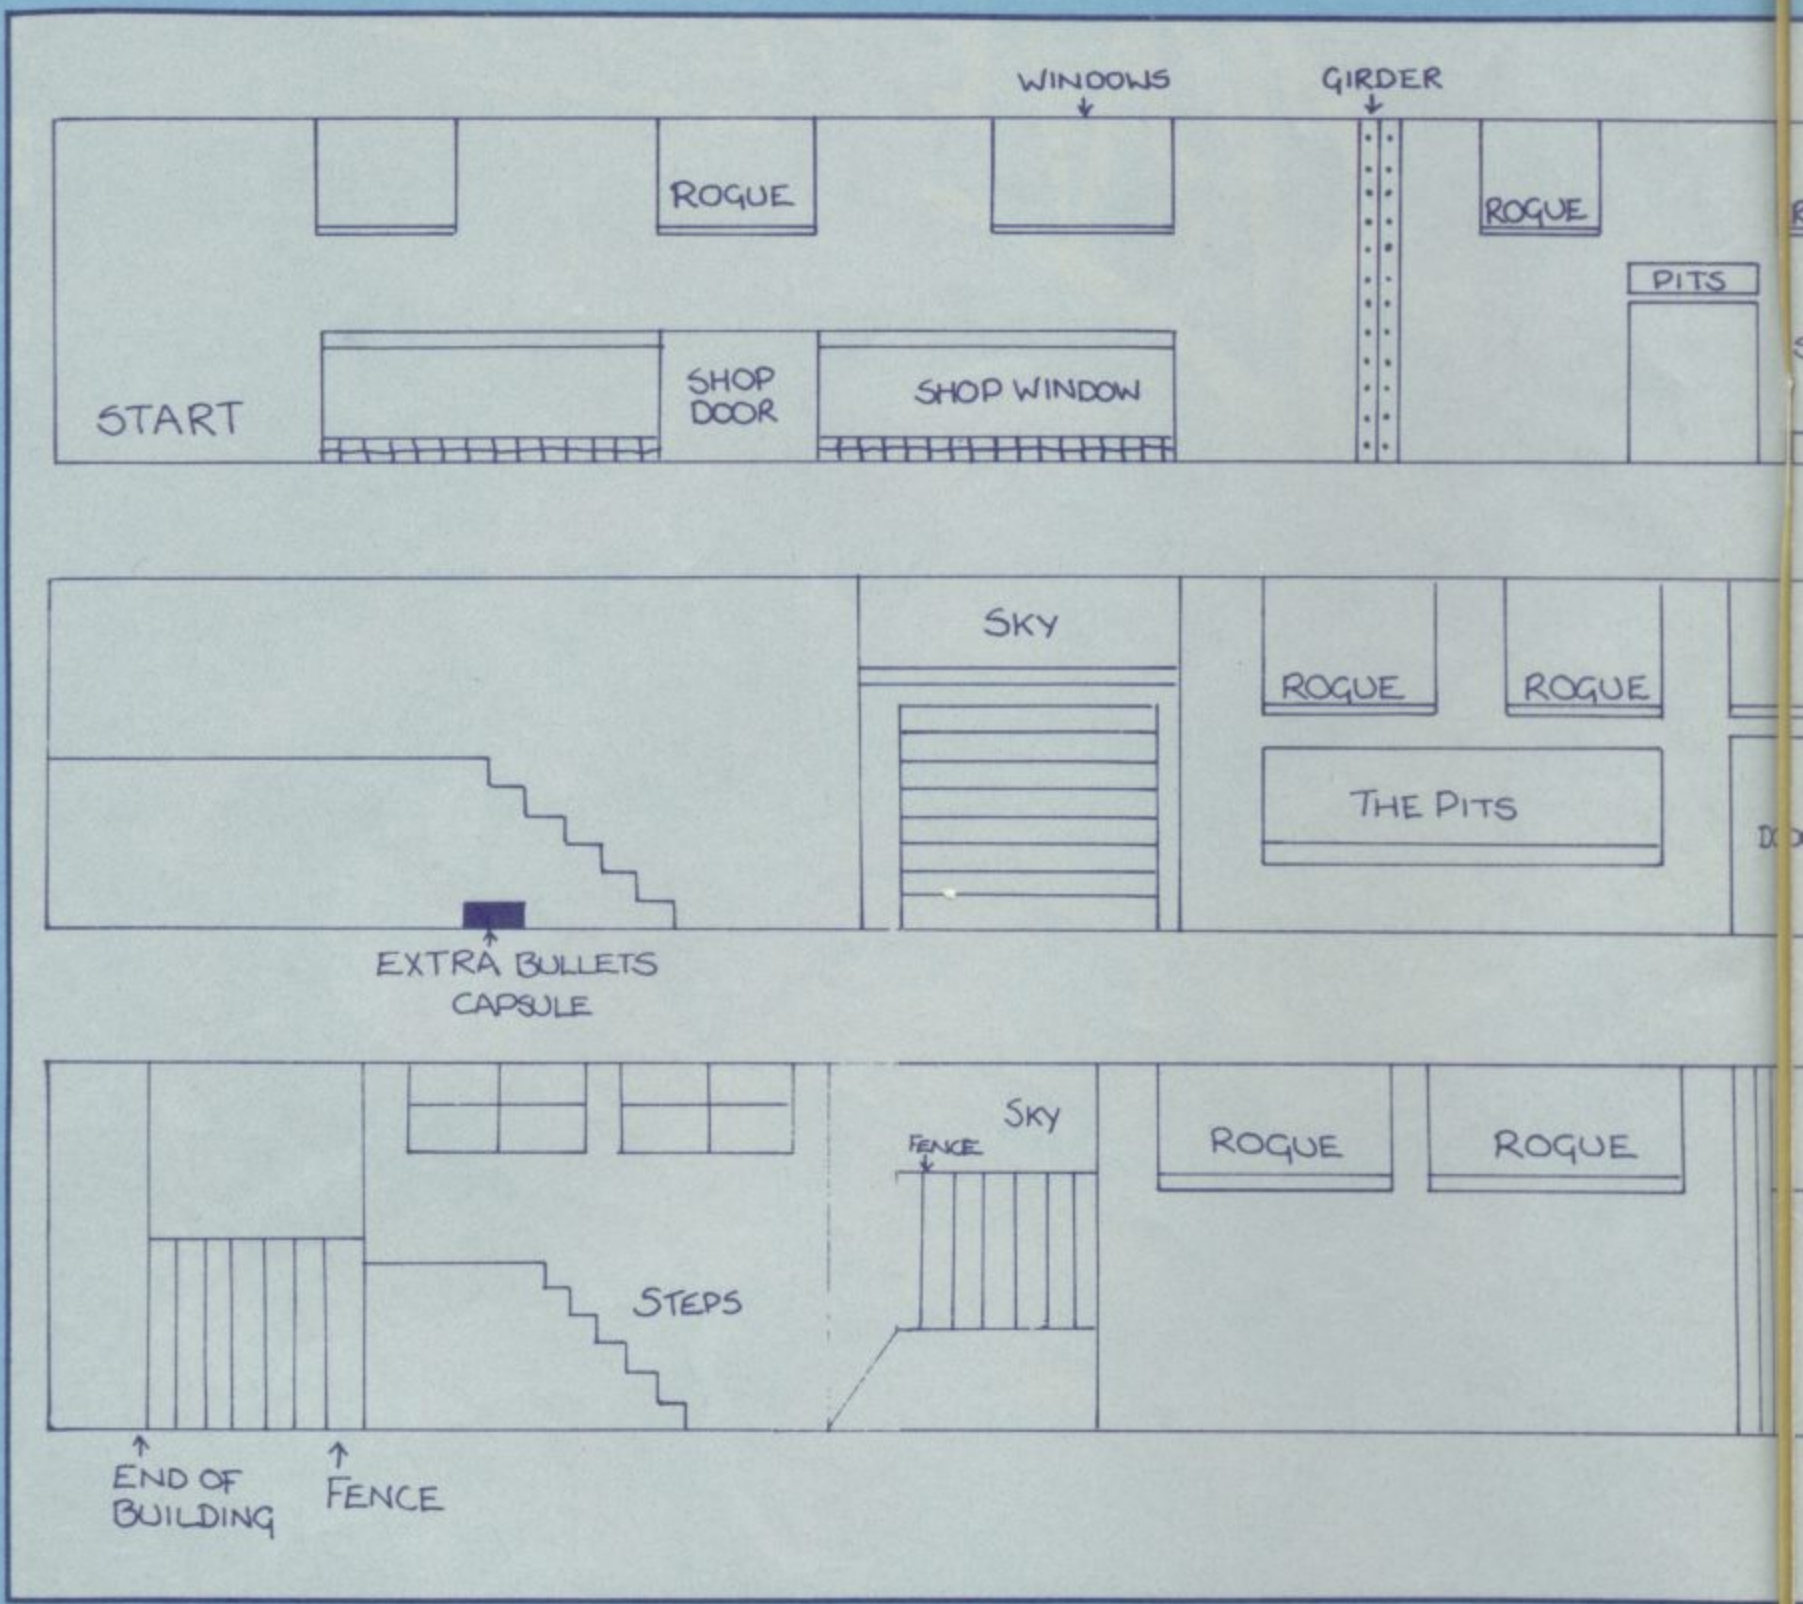 WINDOWS
GIRDER
ROGUE
ROGUE
PITS
SHOP
DOOR
SHOP WINDOW
START
SKY
ROGUE
ROGUE
THE PITS
EXTRA BULLETS
CAPSULE
SKY
FENCE
ROGUE
ROGUE
STEPS
END OF
BUILDING
FENCE